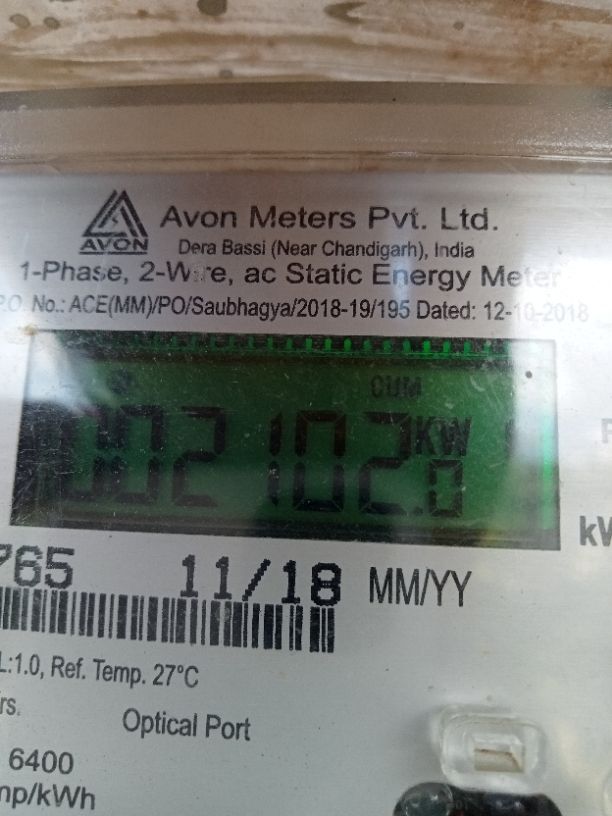 AVON
Avon Meters Pvt. Ltd.
Dera Bassi (Near Chandigarh), India
1-Phase, 2-Wire, ac Static Energy Meter
P.O. No.: ACE(MM)/PO/Saubhagya/2018-19/195 Dated: 12-10-2018
CUM
002102.0 KW
765 11/18 MM/YY
L:1.0, Ref. Temp. 27°C
rs.
Optical Port
6400
mp/kWh